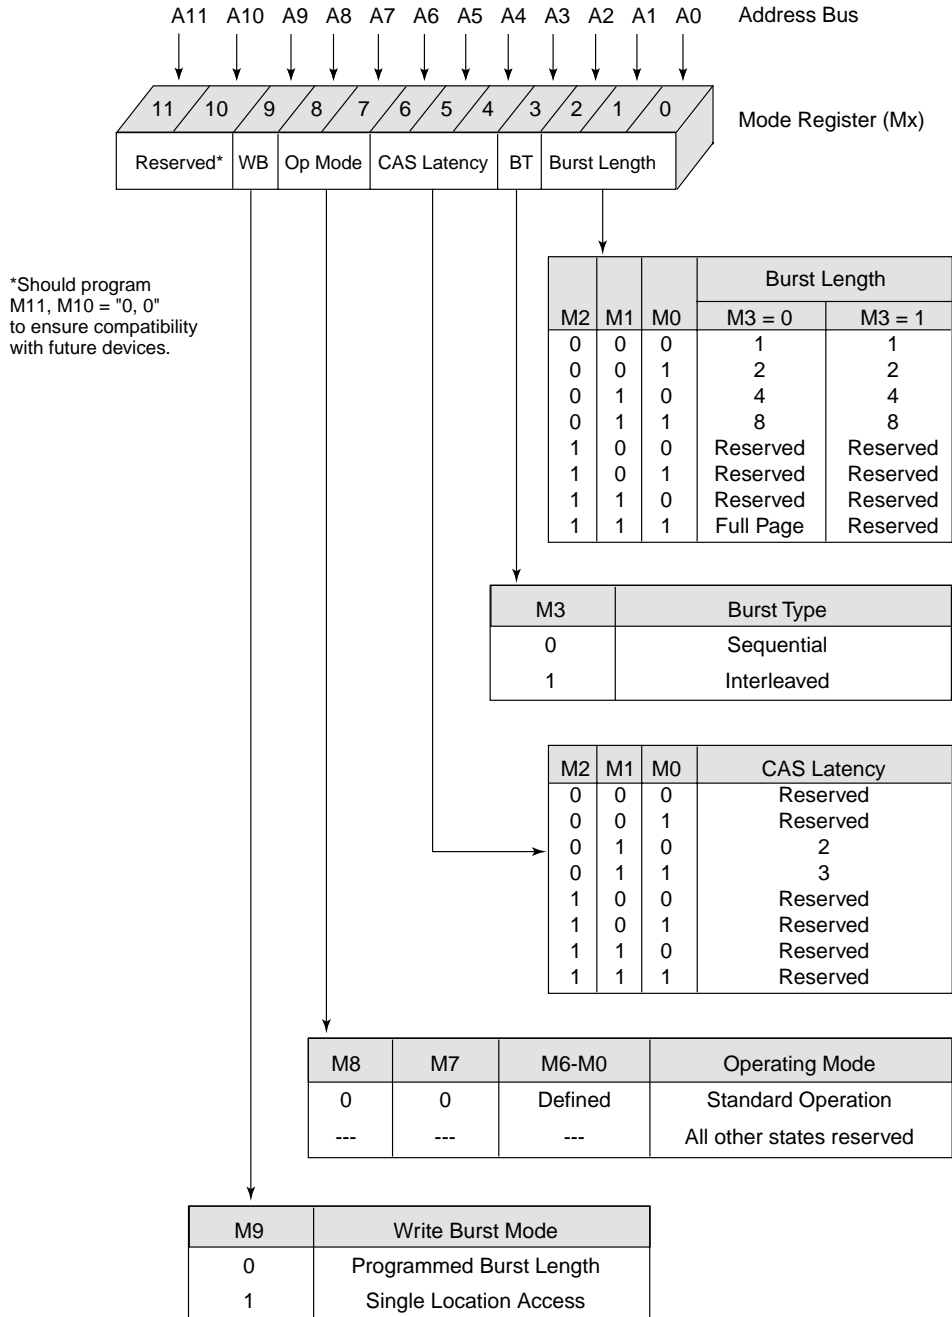 A11 A10 A9 A8 A7 A6 A5 A4 A3 A2 A1 A0 Address Bus
11 10 9 8 7 6 5 4 3 2 1 0
Mode Register (Mx)
Reserved* WB Op Mode CAS Latency BT Burst Length
*Should program
M11, M10 = "0, 0"
to ensure compatibility
with future devices.
Burst Length
M2 M1 M0 M3 = 0 M3 = 1
0 0 0 1 1
0 0 1 2 2
0 1 0 4 4
0 1 1 8 8
1 0 0 Reserved Reserved
1 0 1 Reserved Reserved
1 1 0 Reserved Reserved
1 1 1 Full Page Reserved
M3 Burst Type
0 Sequential
1 Interleaved
M2 M1 M0 CAS Latency
0 0 0 Reserved
0 0 1 Reserved
0 1 0 2
0 1 1 3
1 0 0 Reserved
1 0 1 Reserved
1 1 0 Reserved
1 1 1 Reserved
M8 M7 M6-M0 Operating Mode
0 0 Defined Standard Operation
--- --- --- All other states reserved
M9 Write Burst Mode
0 Programmed Burst Length
1 Single Location Access